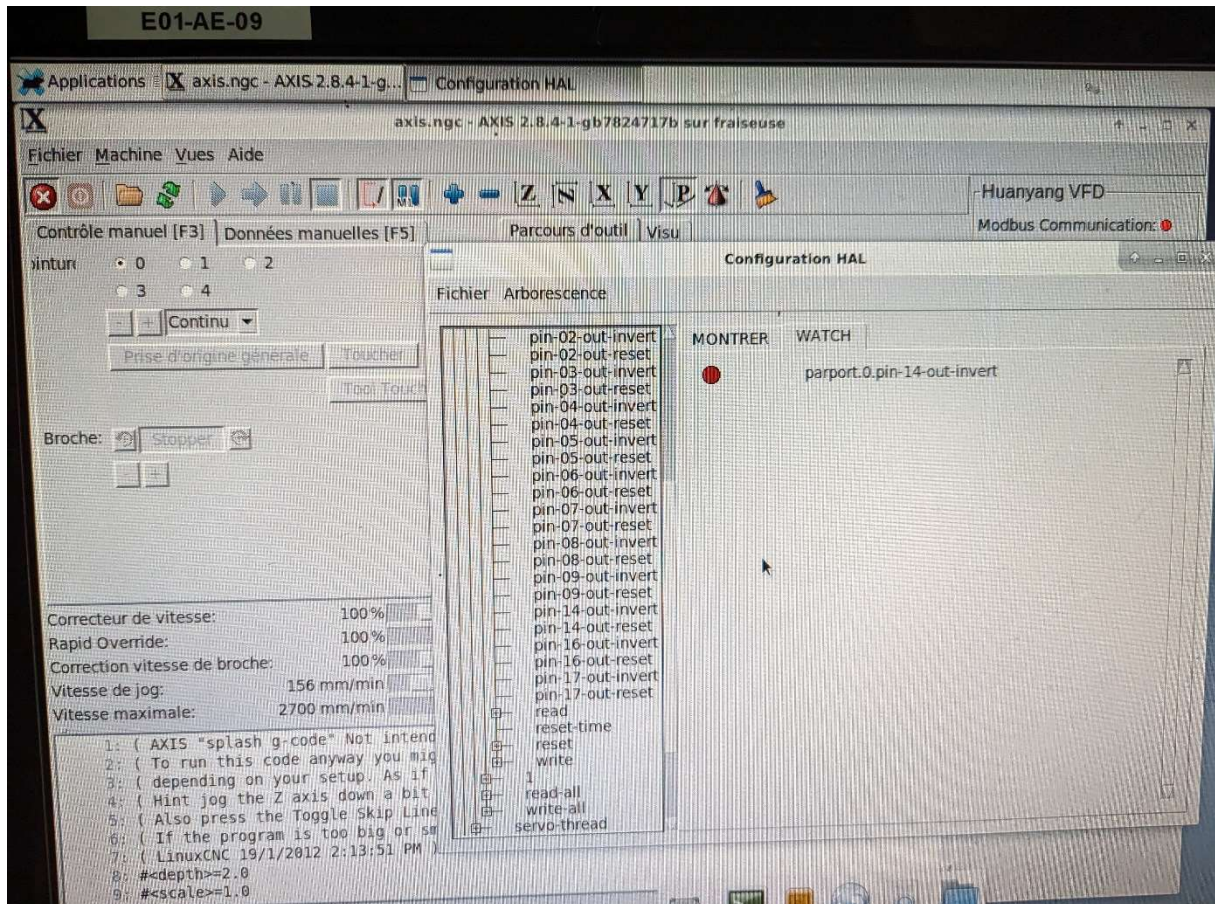 E01-AE-09
Applications axis.ngc - AXIS 2.8.4-1-g... Configuration HAL
axis.ngc - AXIS 2.8.4-1-gb7824717b sur fraiseuse
Fichier Machine Vues Aide
Z N X Y P
Huanyang VFD
Modbus Communication:
Contrôle manuel [F3] Données manuelles [F5] Parcours d'outil Visu
0 1 2
3 4
- + Continu
Prise d'origine générale Toucher
Tool Touch
Broche: Stopper
- +
Correcteur de vitesse: 100 %
Rapid Override: 100 %
Correction vitesse de broche: 100 %
Vitesse de jog: 156 mm/min
Vitesse maximale: 2700 mm/min
1: ( AXIS "splash g-code" Not intend
2: ( To run this code anyway you mig
3: ( depending on your setup. As if
4: ( Hint jog the Z axis down a bit
5: ( Also press the Toggle Skip Line
6: ( If the program is too big or sm
7: ( LinuxCNC 19/1/2012 2:13:51 PM )
8: #<depth>=2.0
9: #<scale>=1.0
Configuration HAL
Fichier Arborescence
pin-02-out-invert
pin-02-out-reset
pin-03-out-invert
pin-03-out-reset
pin-04-out-invert
pin-04-out-reset
pin-05-out-invert
pin-05-out-reset
pin-06-out-invert
pin-06-out-reset
pin-07-out-invert
pin-07-out-reset
pin-08-out-invert
pin-08-out-reset
pin-09-out-invert
pin-09-out-reset
pin-14-out-invert
pin-14-out-reset
pin-16-out-invert
pin-16-out-reset
pin-17-out-invert
pin-17-out-reset
read
reset-time
reset
write
1
read-all
write-all
servo-thread
MONTRER WATCH
parport.0.pin-14-out-invert